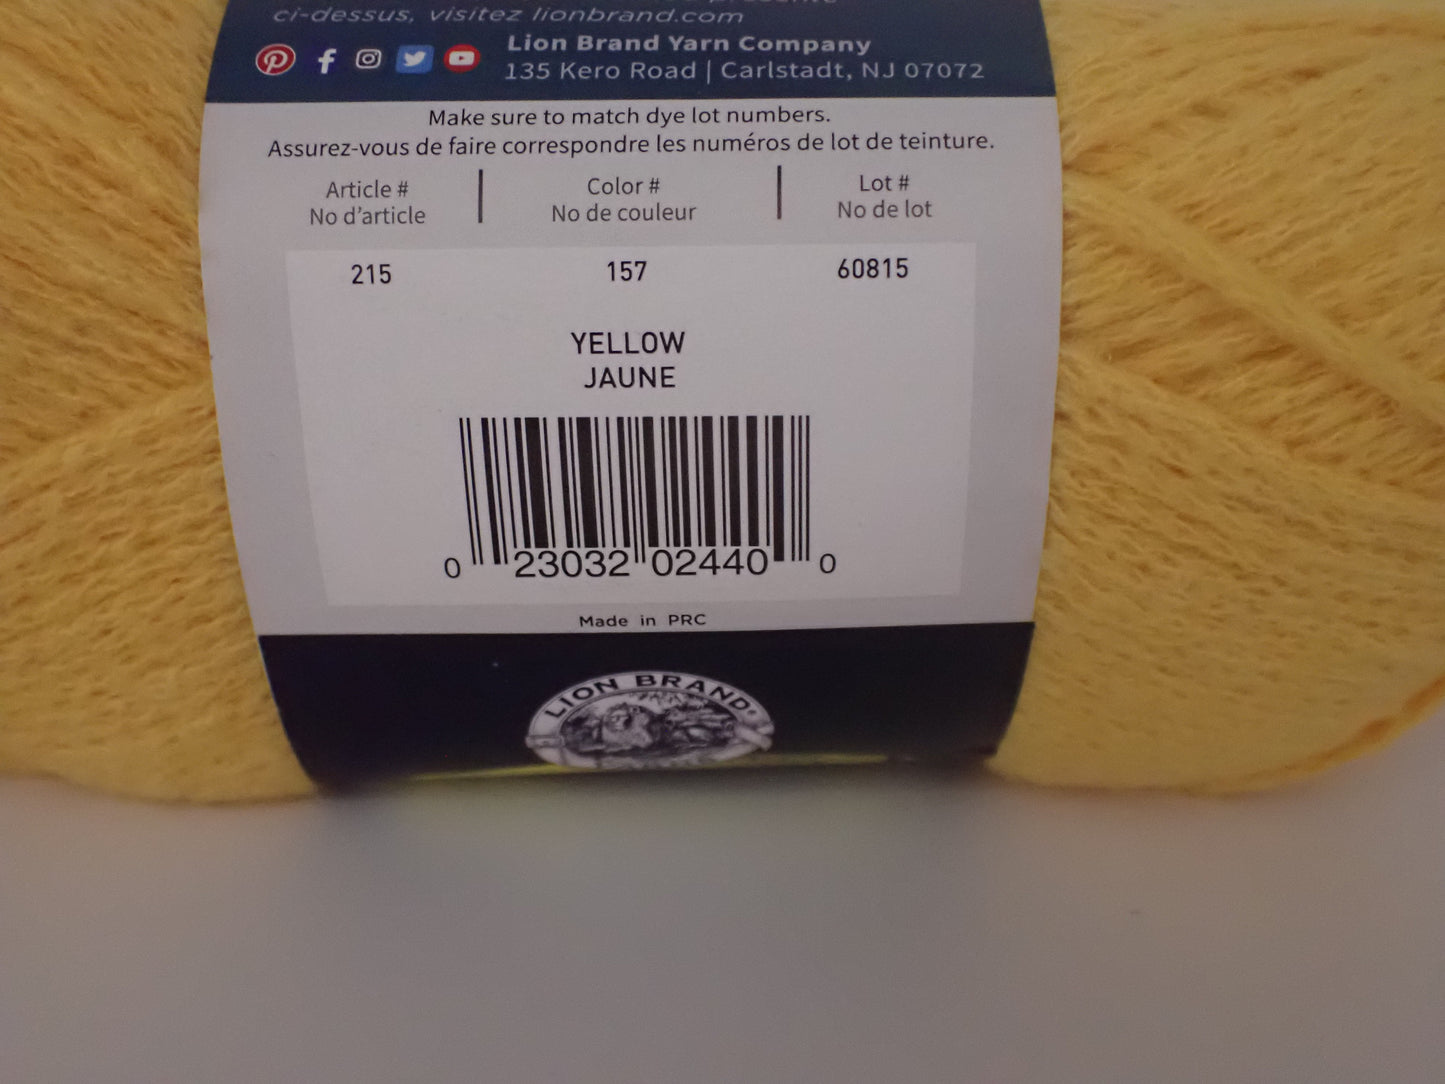 ci-dessus, visitez lionbrand.com
Lion Brand Yarn Company
135 Kero Road | Carlstadt, NJ 07072
Make sure to match dye lot numbers.
Assurez-vous de faire correspondre les numéros de lot de teinture.
Article # Color # Lot #
No d'article No de couleur No de lot
215 157 60815
YELLOW
JAUNE
0 23032 02440 0
Made in PRC
LION BRAND®